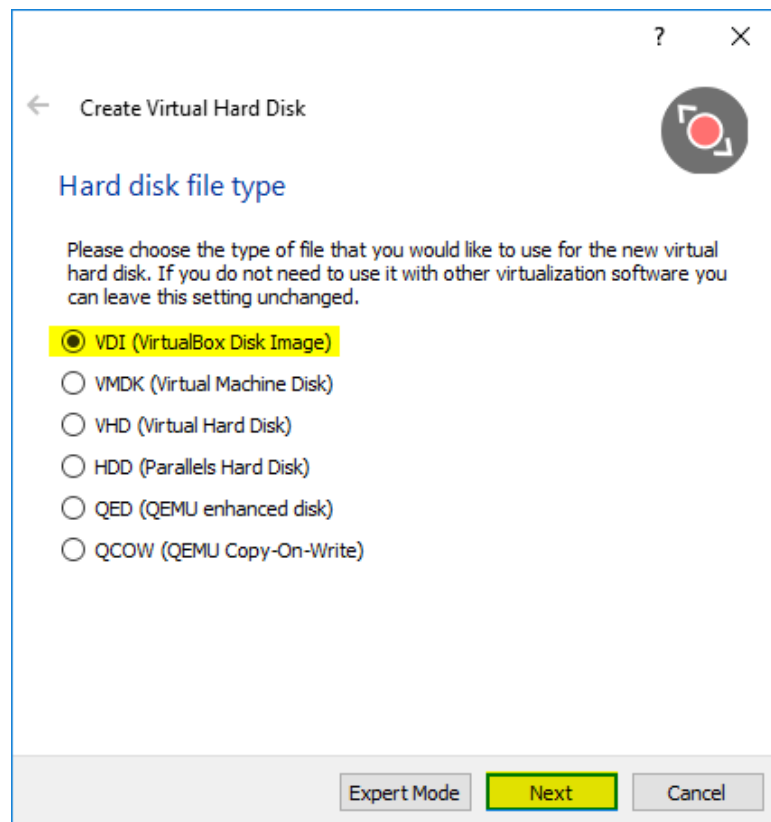 ?
Create Virtual Hard Disk
Hard disk file type
Please choose the type of file that you would like to use for the new virtual
hard disk. If you do not need to use it with other virtualization software you
can leave this setting unchanged.
VDI (VirtualBox Disk Image)
VMDK (Virtual Machine Disk)
VHD (Virtual Hard Disk)
HDD (Parallels Hard Disk)
QED (QEMU enhanced disk)
QCOW (QEMU Copy-On-Write)
Expert Mode Next Cancel